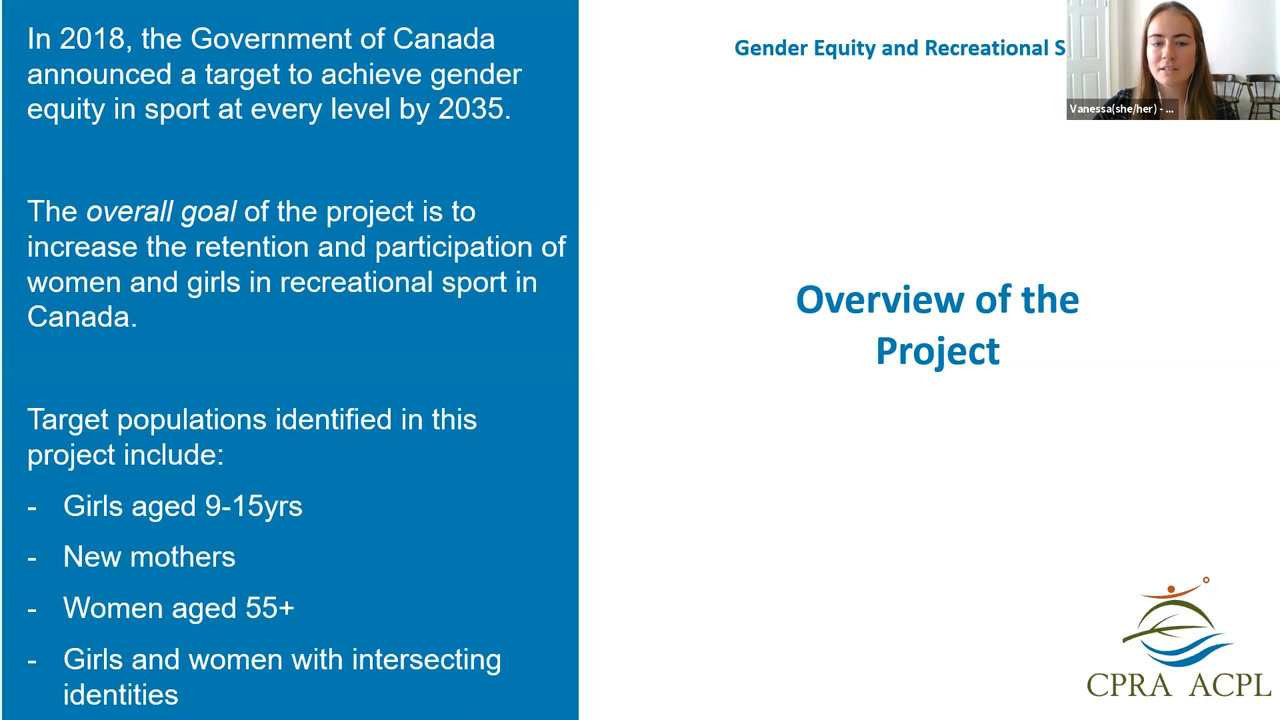 In 2018, the Government of Canada
announced a target to achieve gender
equity in sport at every level by 2035.
The overall goal of the project is to
increase the retention and participation of
women and girls in recreational sport in
Canada.
Target populations identified in this
project include:
- Girls aged 9-15yrs
- New mothers
- Women aged 55+
- Girls and women with intersecting
identities
Gender Equity and Recreational S
Vanessa(she/her) - ...
Overview of the
Project
CPRA ACPL